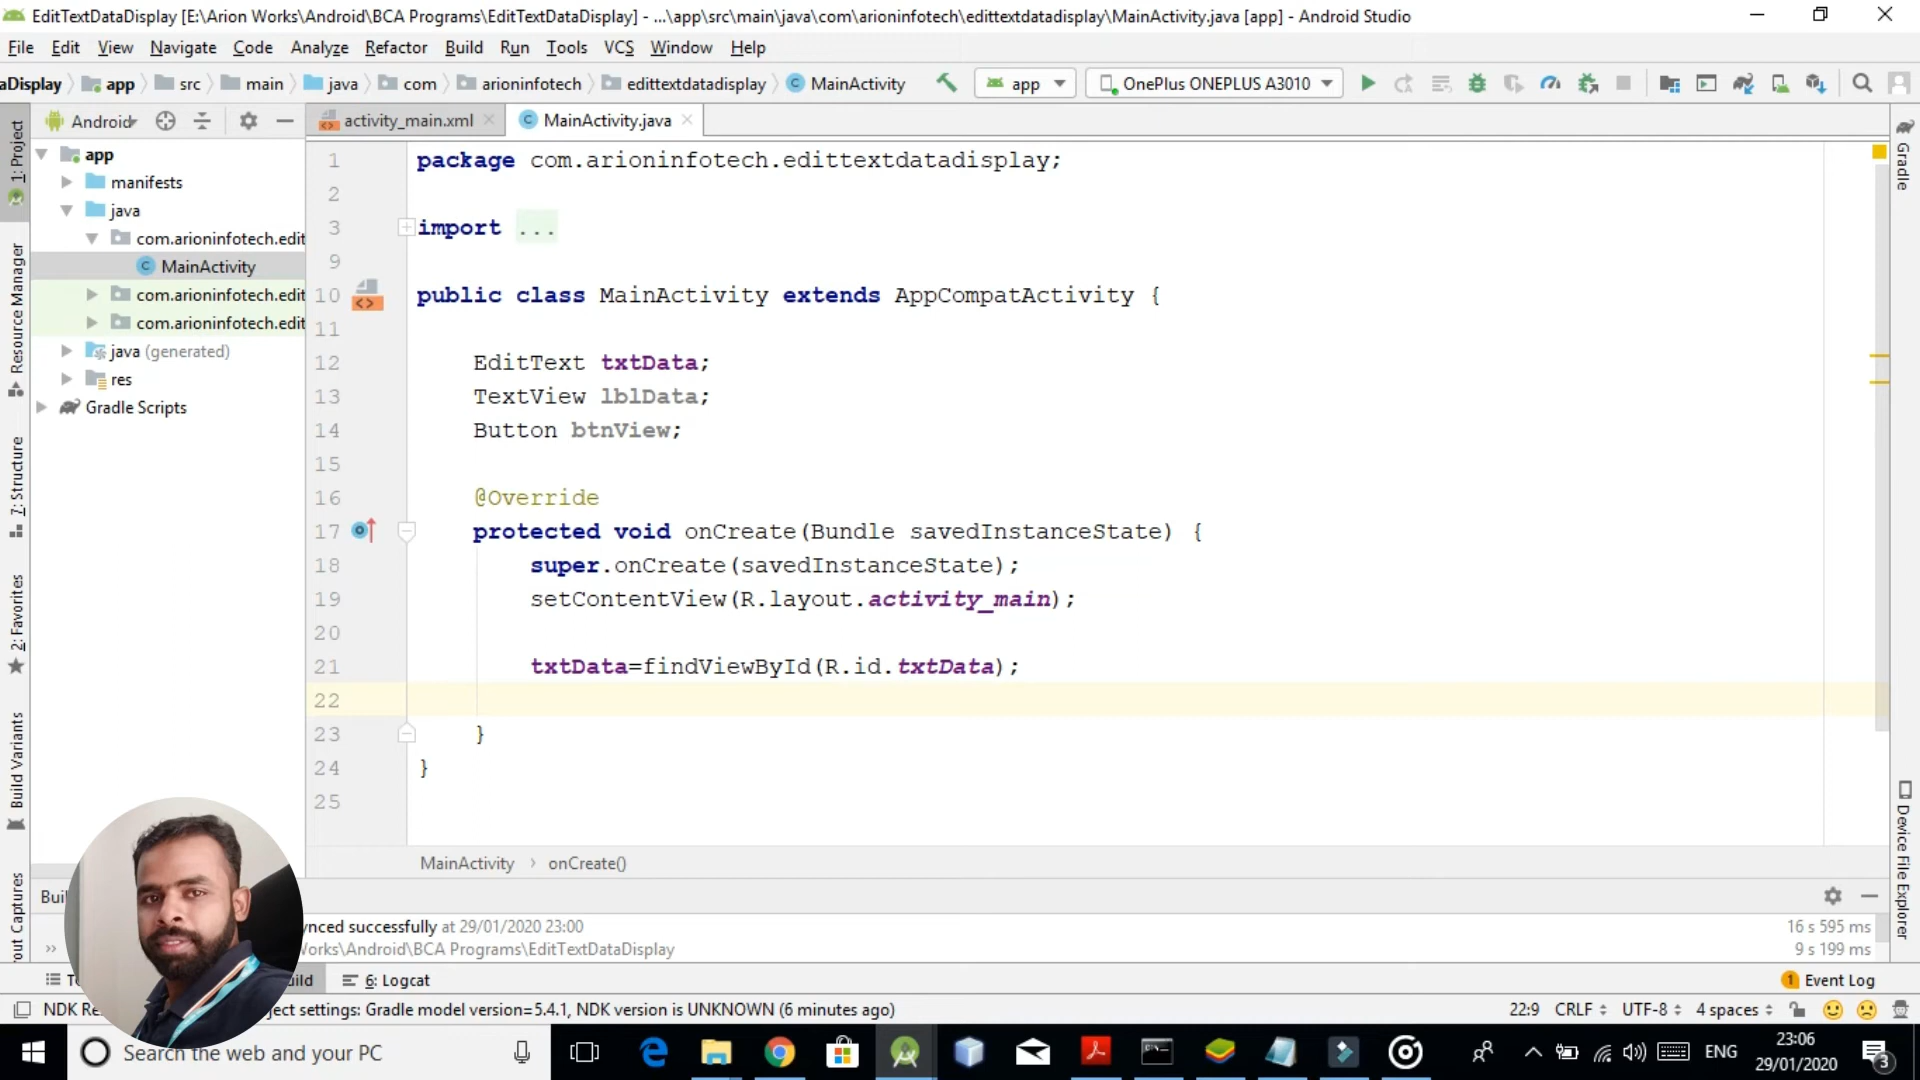 EditTextDataDisplay [E:\Arion Works\Android\BCA Programs\EditTextDataDisplay] - ...\app\src\main\java\com\arioninfotech\edittextdatadisplay\MainActivity.java [app] - Android Studio
File Edit View Navigate Code Analyze Refactor Build Run Tools VCS Window Help
aDisplay app src main java com arioninfotech edittextdatadisplay MainActivity app OnePlus ONEPLUS A3010
Android activity_main.xml MainActivity.java
1: Project
Resource Manager
7: Structure
2: Favorites
Build Variants
out Captures
app
manifests
java
com.arioninfotech.edit
MainActivity
com.arioninfotech.edit
com.arioninfotech.edit
java (generated)
res
Gradle Scripts
1 package com.arioninfotech.edittextdatadisplay;
2
3 import ...
9
10 public class MainActivity extends AppCompatActivity {
11
12 EditText txtData;
13 TextView lblData;
14 Button btnView;
15
16 @Override
17 protected void onCreate(Bundle savedInstanceState) {
18 super.onCreate(savedInstanceState);
19 setContentView(R.layout.activity_main);
20
21 txtData=findViewById(R.id.txtData);
22
23 }
24 }
25
Gradle
Device File Explorer
MainActivity › onCreate()
Buil
nced successfully at 29/01/2020 23:00 16 s 595 ms
orks\Android\BCA Programs\EditTextDataDisplay 9 s 199 ms
ild 6: Logcat Event Log
NDK Re ject settings: Gradle model version=5.4.1, NDK version is UNKNOWN (6 minutes ago) 22:9 CRLF UTF-8 4 spaces
Search the web and your PC ENG 23:06
29/01/2020 3